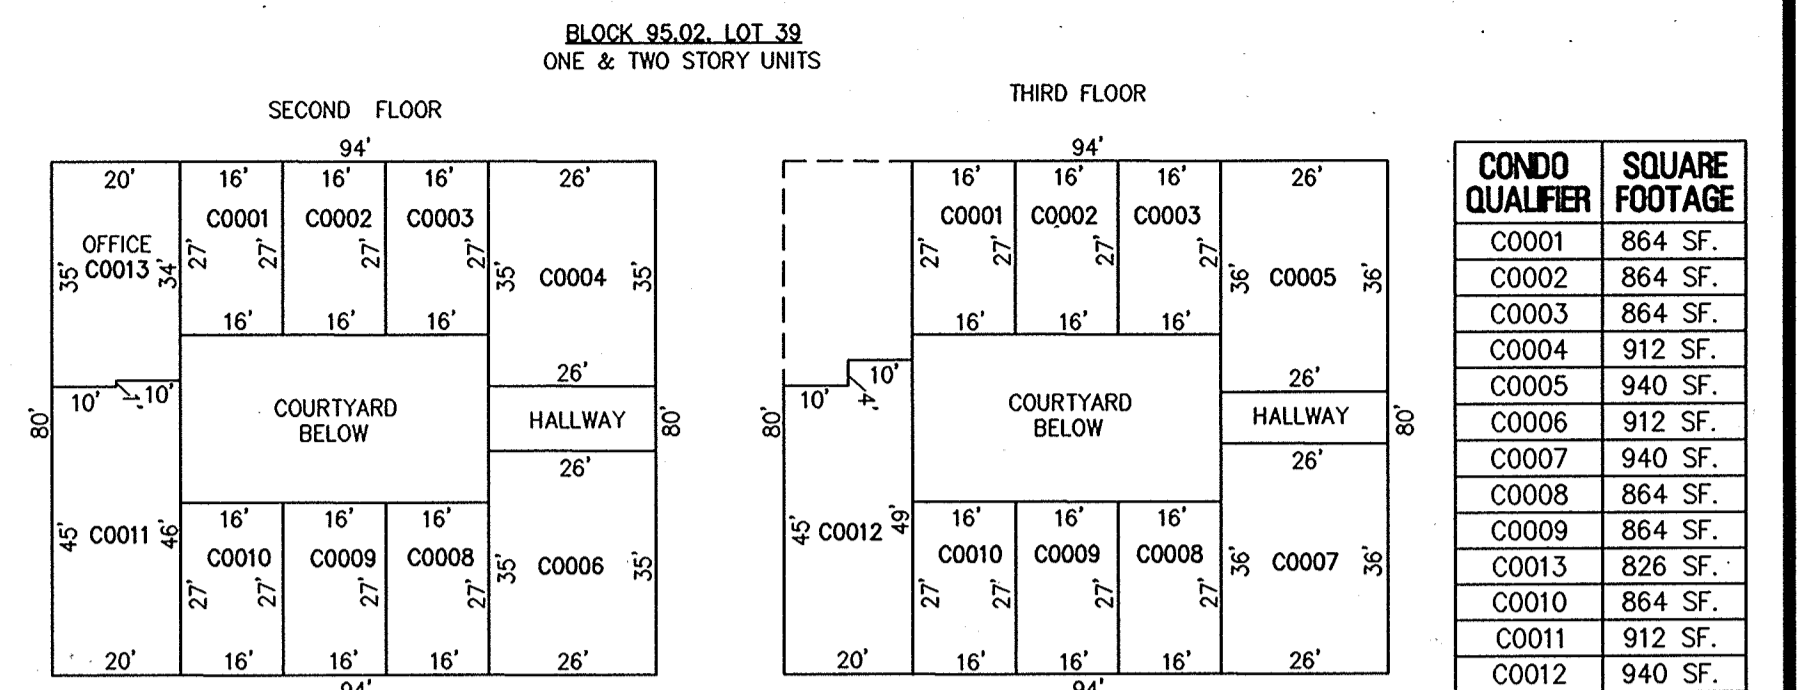 BLOCK 95.02, LOT 39
ONE & TWO STORY UNITS
SECOND FLOOR
94'
20'
16'
16'
16'
26'
C0001
C0002
C0003
OFFICE
C0013
35'
34'
27'
27'
27'
27'
35'
C0004
35'
16'
16'
16'
26'
10'
1'
10'
COURTYARD
BELOW
HALLWAY
80'
80'
26'
16'
16'
16'
45'
C0011
46'
C0010
C0009
C0008
35'
C0006
35'
27'
27'
27'
27'
20'
16'
16'
16'
26'
94'
THIRD FLOOR
94'
16'
16'
16'
26'
C0001
C0002
C0003
27'
27'
27'
27'
36'
C0005
36'
16'
16'
16'
26'
10'
4'
10'
COURTYARD
BELOW
HALLWAY
80'
80'
26'
16'
16'
16'
45'
C0012
49'
C0010
C0009
C0008
36'
C0007
36'
27'
27'
27'
27'
20'
16'
16'
16'
26'
94'
CONDO QUALIFIER SQUARE FOOTAGE
C0001 864 SF.
C0002 864 SF.
C0003 864 SF.
C0004 912 SF.
C0005 940 SF.
C0006 912 SF.
C0007 940 SF.
C0008 864 SF.
C0009 864 SF.
C0013 826 SF.
C0010 864 SF.
C0011 912 SF.
C0012 940 SF.